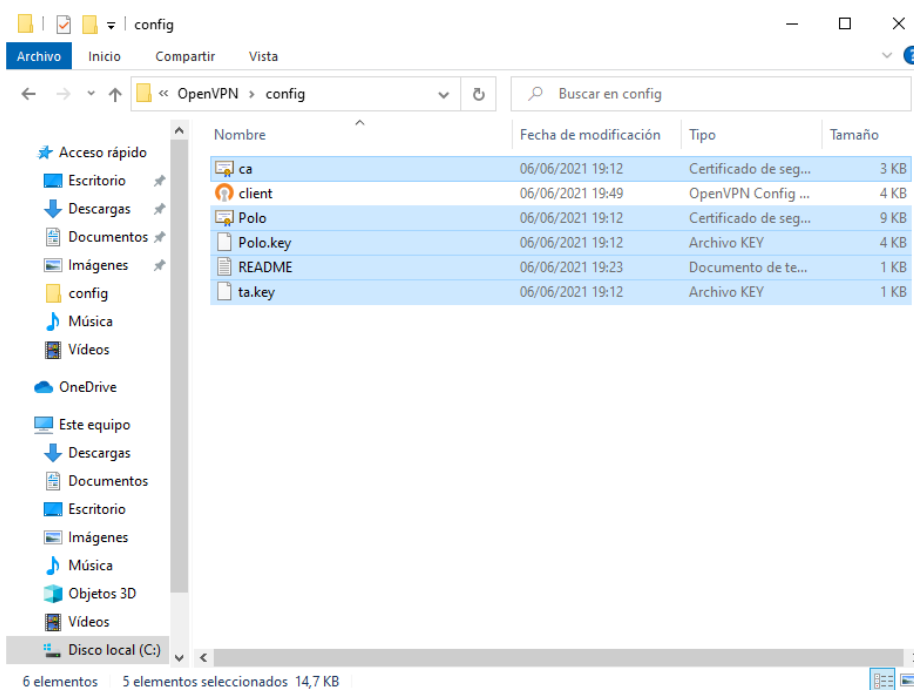 config
Archivo Inicio Compartir Vista
« OpenVPN > config Buscar en config
Nombre Fecha de modificación Tipo Tamaño
Acceso rápido
Escritorio
Descargas
Documentos
Imágenes
config
Música
Vídeos
OneDrive
Este equipo
Descargas
Documentos
Escritorio
Imágenes
Música
Objetos 3D
Vídeos
Disco local (C:)
ca 06/06/2021 19:12 Certificado de seg... 3 KB
client 06/06/2021 19:49 OpenVPN Config ... 4 KB
Polo 06/06/2021 19:12 Certificado de seg... 9 KB
Polo.key 06/06/2021 19:12 Archivo KEY 4 KB
README 06/06/2021 19:23 Documento de te... 1 KB
ta.key 06/06/2021 19:12 Archivo KEY 1 KB
6 elementos 5 elementos seleccionados 14,7 KB